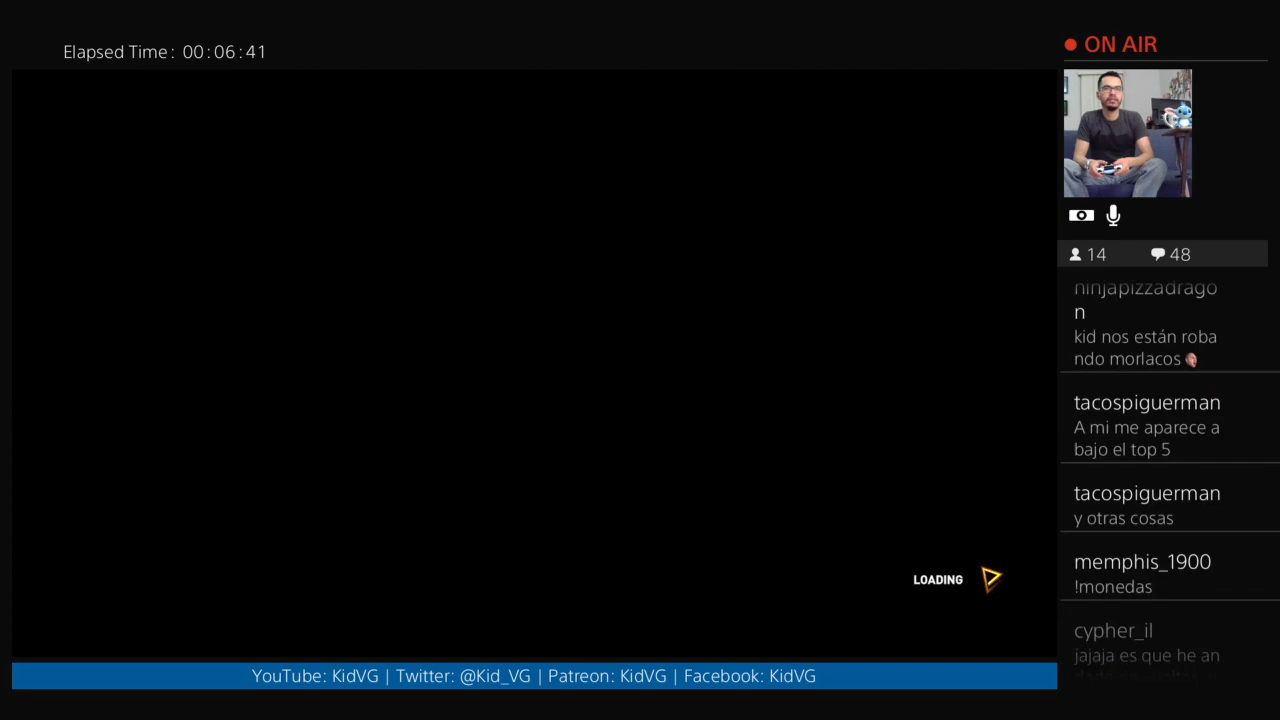 Elapsed Time: 00:06:41
ON AIR
14 48
ninjapizzadrago
n
kid nos están roba
ndo morlacos
tacospiguerman
A mi me aparece a
bajo el top 5
tacospiguerman
y otras cosas
memphis_1900
!monedas
cypher_il
jajaja es que he an
LOADING
YouTube: KidVG | Twitter: @Kid_VG | Patreon: KidVG | Facebook: KidVG